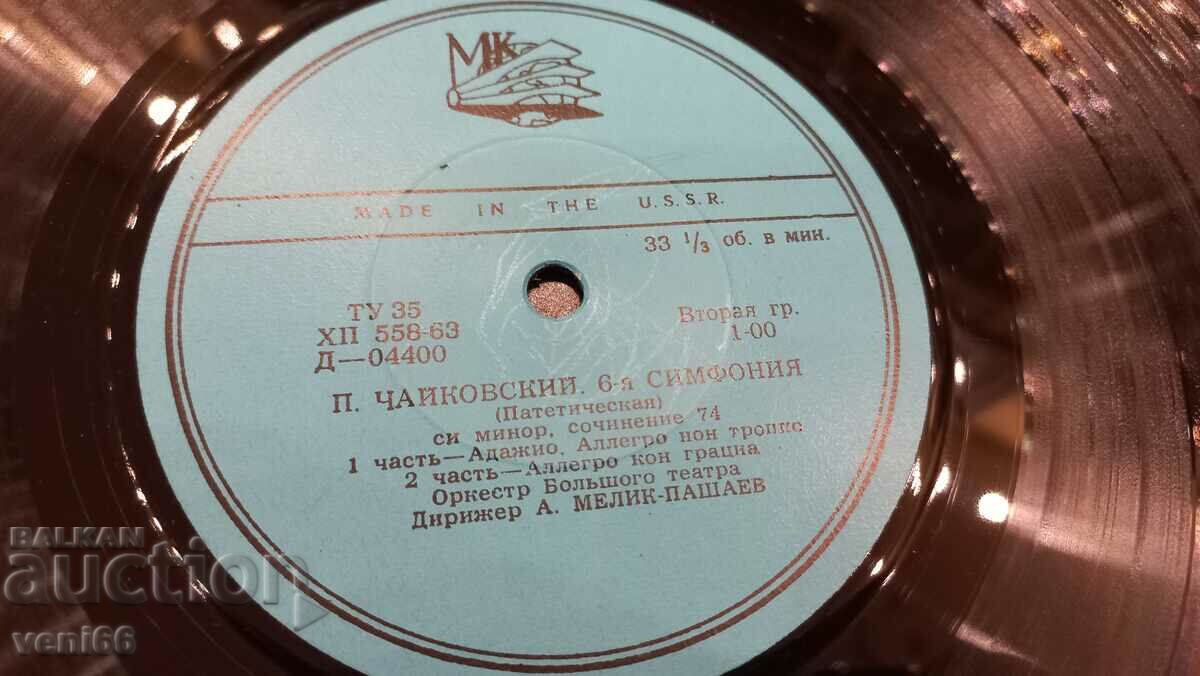 МК
MADE IN THE U.S.S.R.
33 1/3 об. в мин.
ТУ 35
ХП 558-63
Д—04400
Вторая гр.
1-00
П. ЧАЙКОВСКИЙ. 6-я СИМФОНИЯ
(Патетическая)
си минор, сочинение 74
1 часть—Адажио. Аллегро нон троппо
2 часть—Аллегро кон грациа
Оркестр Большого театра
Дирижер А. МЕЛИК-ПАШАЕВ
BALKAN
auction
veni66